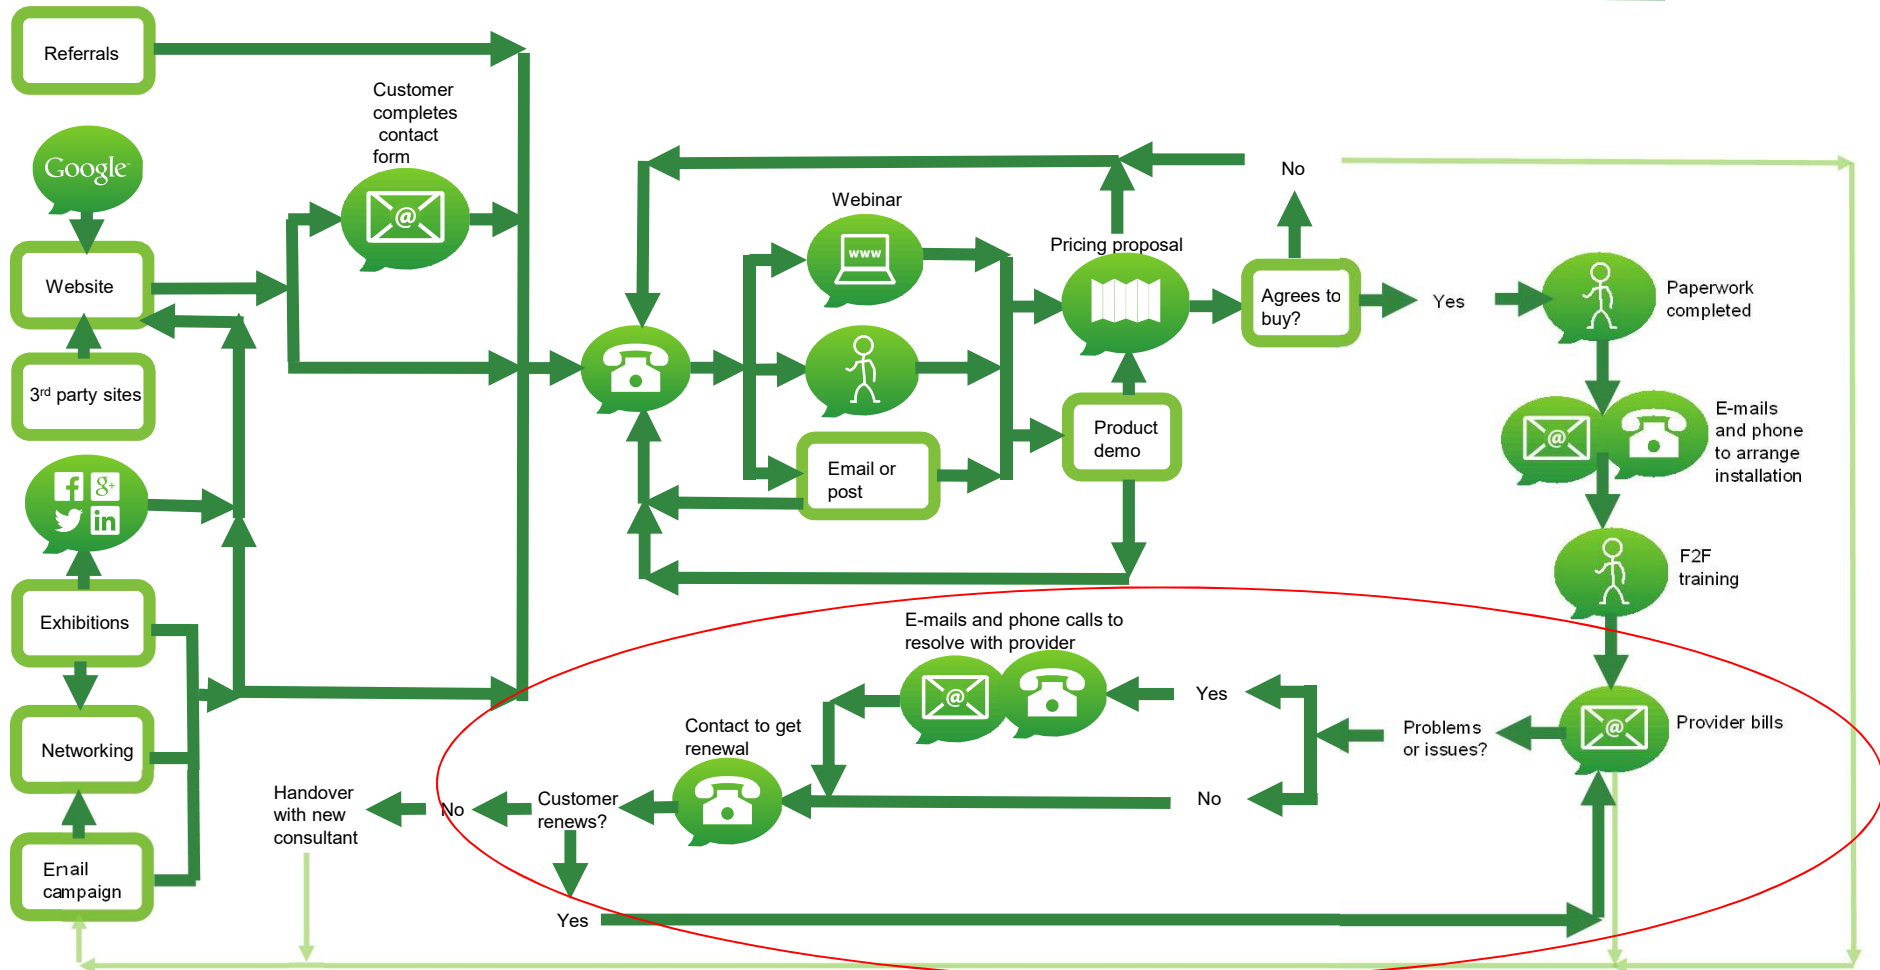 Referrals
Google
Website
3rd party sites
Exhibitions
Networking
Email
campaign
Customer
completes
contact
form
@
Webinar
www
Email or
post
Pricing proposal
Product
demo
Agrees to
buy?
No
Yes
Paperwork
completed
@
E-mails
and phone
to arrange
installation
F2F
training
@
Provider bills
Problems
or issues?
Yes
No
E-mails and phone calls to
resolve with provider
@
Contact to get
renewal
Customer
renews?
No
Yes
Handover
with new
consultant
f
g+
in